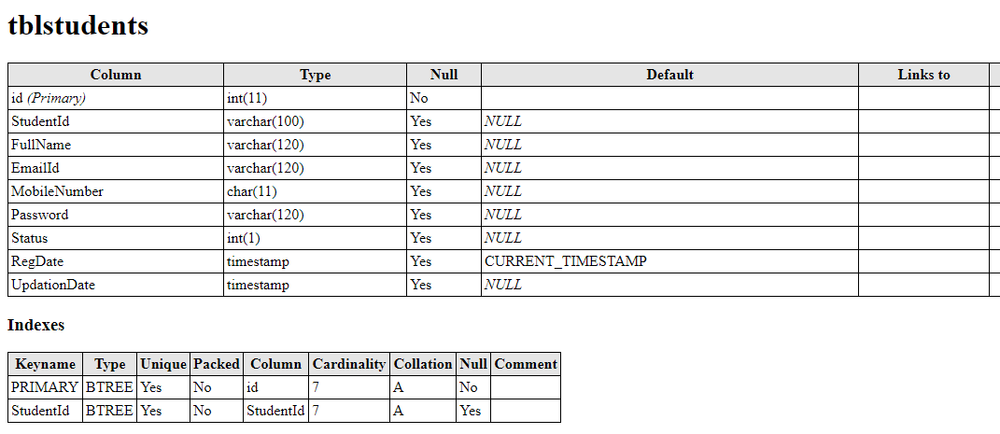 tblstudents
Column Type Null Default Links to
id (Primary) int(11) No
StudentId varchar(100) Yes NULL
FullName varchar(120) Yes NULL
EmailId varchar(120) Yes NULL
MobileNumber char(11) Yes NULL
Password varchar(120) Yes NULL
Status int(1) Yes NULL
RegDate timestamp Yes CURRENT_TIMESTAMP
UpdationDate timestamp Yes NULL
Indexes
Keyname Type Unique Packed Column Cardinality Collation Null Comment
PRIMARY BTREE Yes No id 7 A No
StudentId BTREE Yes No StudentId 7 A Yes